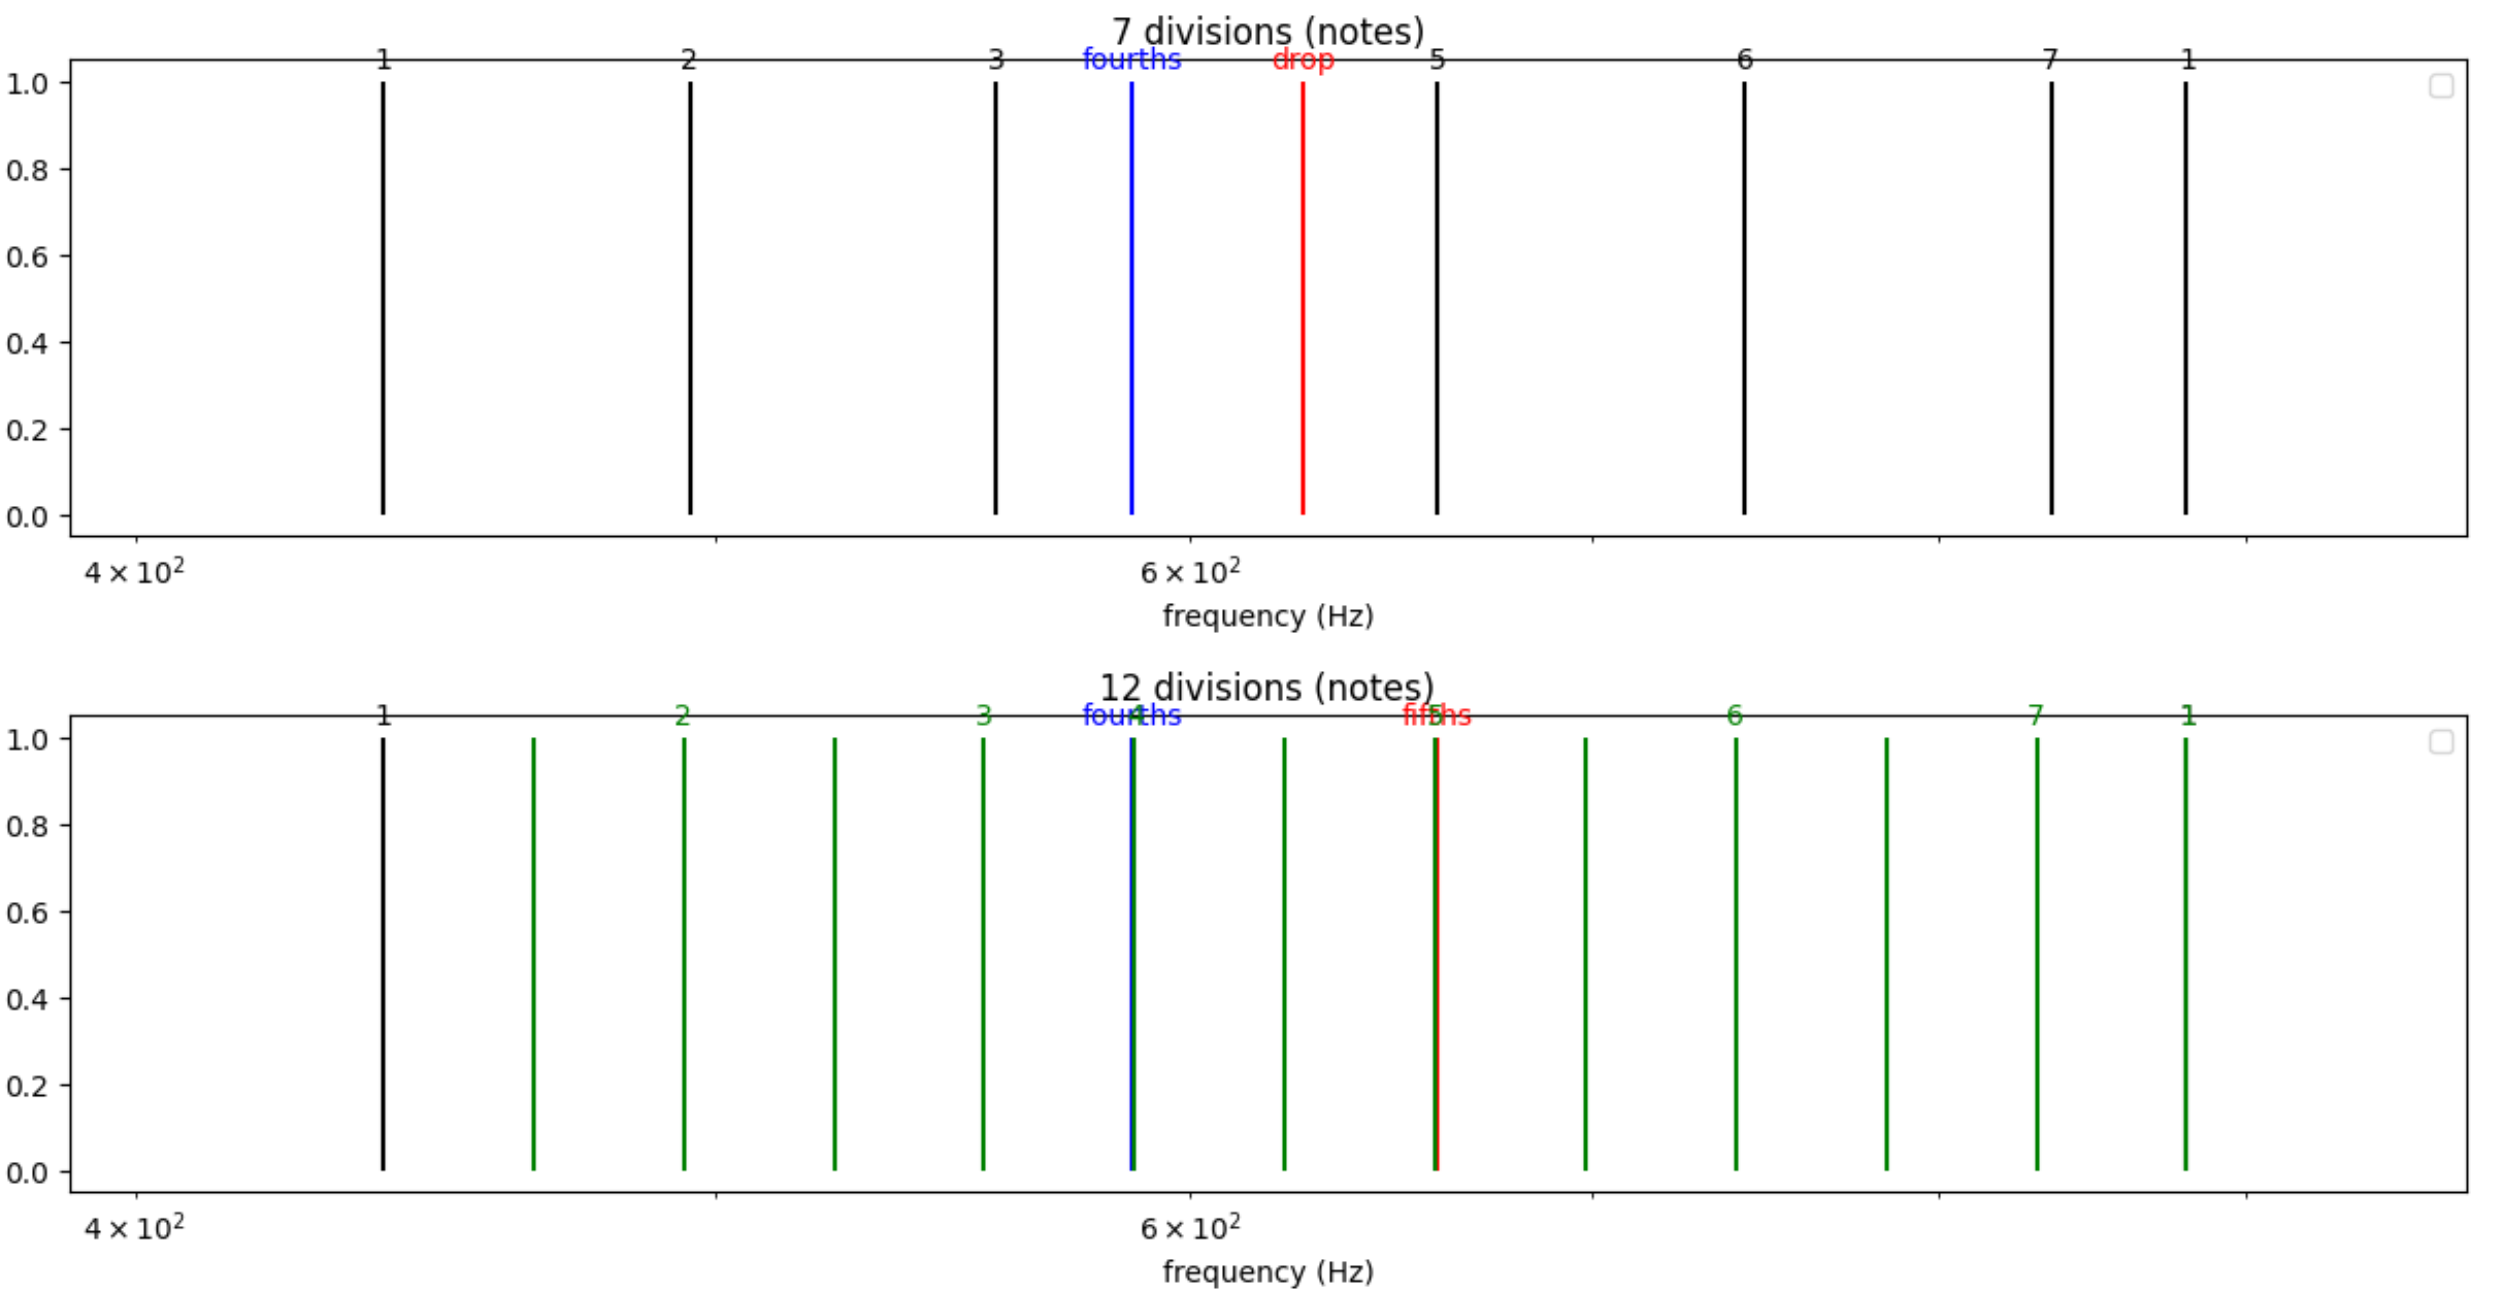 7 divisions (notes)
1 2 3 fourths drop 5 6 7 1
1.0
0.8
0.6
0.4
0.2
0.0
4 × 10² 6 × 10²
frequency (Hz)
12 divisions (notes)
1 2 3 fourths 4 fifths 5 6 7 1
1.0
0.8
0.6
0.4
0.2
0.0
4 × 10² 6 × 10²
frequency (Hz)